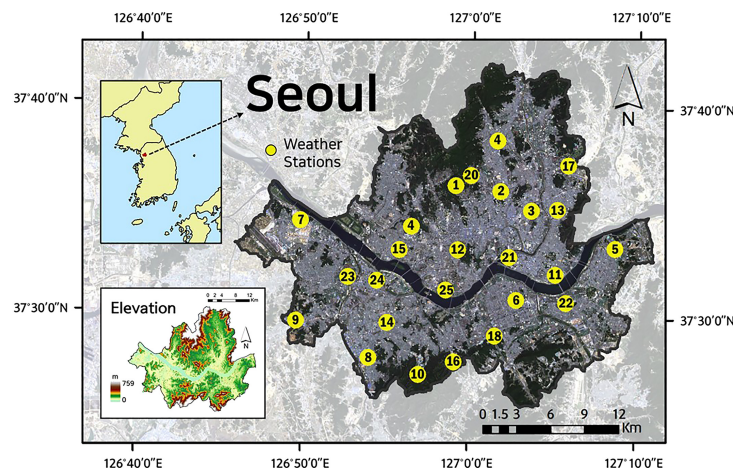 126°40'0"E
126°50'0"E
127°0'0"E
127°10'0"E
37°40'0"N
37°40'0"N
Seoul
N
Weather
Stations
4
17
20
1
2
3
13
7
4
15
12
5
21
23
24
11
25
6
22
9
14
18
8
16
10
37°30'0"N
37°30'0"N
Elevation
0 2 4 8 12
Km
N
m
759
0
0 1.5 3 6 9 12
Km
126°40'0"E
126°50'0"E
127°0'0"E
127°10'0"E